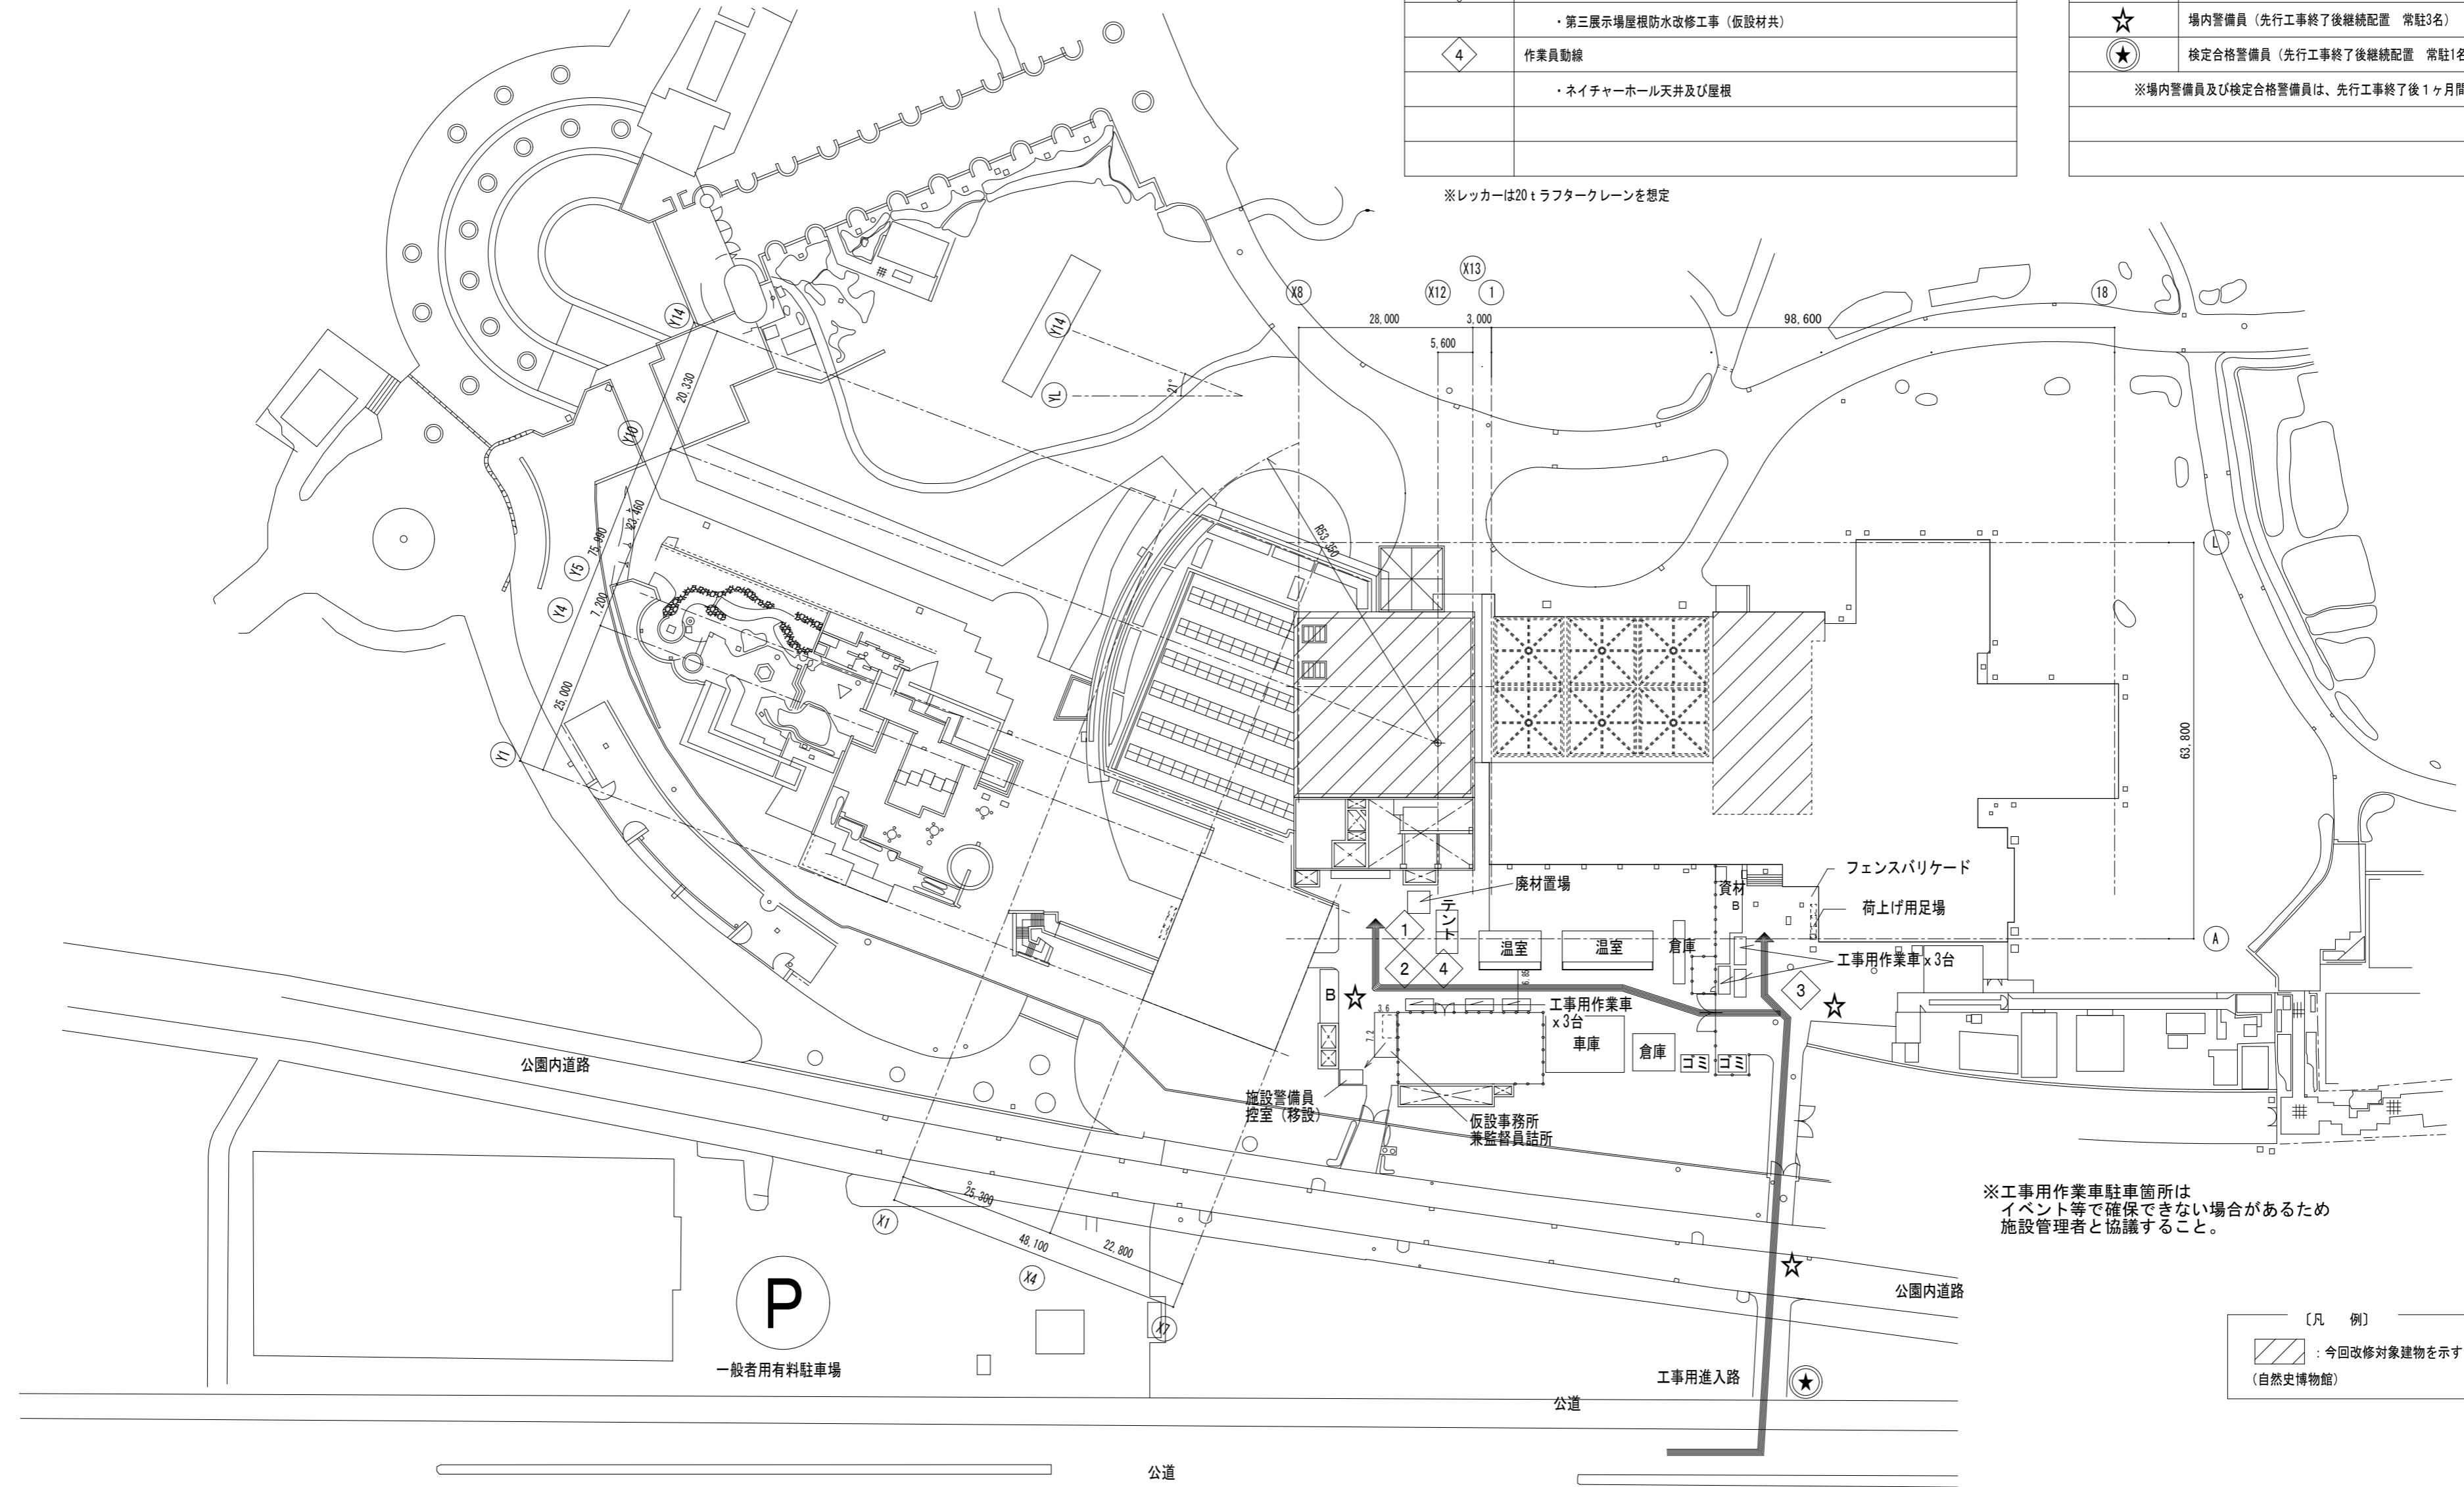 ・第三展示場屋根防水改修工事（仮設材共）
4 作業員動線
・ネイチャーホール天井及び屋根
※レッカーは20ｔラフタークレーンを想定
☆ 場内警備員（先行工事終了後継続配置　常駐3名）
★ 検定合格警備員（先行工事終了後継続配置　常駐1名
※場内警備員及び検定合格警備員は、先行工事終了後１ヶ月間
X8 X12 X13 1 18
28,000 3,000 98,600
5,600
Y14
Y14
YL
21°
20,330
Y10
R53,350
23,460
75,990
Y5
Y4
7,200
25,000
Y1
L
63,800
A
フェンスバリケード
資材
B
廃材置場
荷上げ用足場
テント
1
2
4
温室
温室
倉庫
工事用作業車ｘ3台
3
B
3.6
7.2
工事用作業車
ｘ3台
車庫
倉庫
ゴミ
ゴミ
公園内道路
施設警備員
控室（移設）
仮設事務所
兼監督員詰所
25,300
X1
48,100
22,800
X4
X7
※工事用作業車駐車箇所は
イベント等で確保できない場合があるため
施設管理者と協議すること。
公園内道路
P
一般者用有料駐車場
工事用進入路
公道
公道
〔凡　例〕
：今回改修対象建物を示す
（自然史博物館）